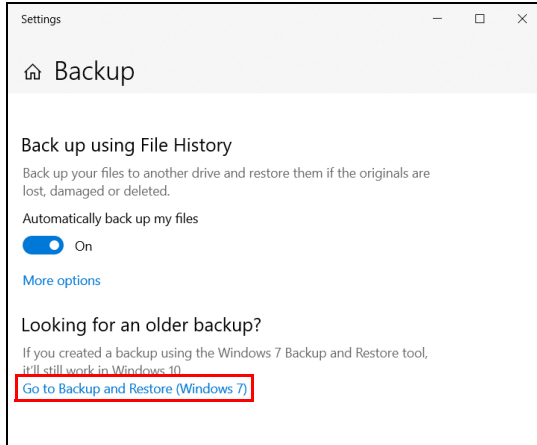 Settings
Backup
Back up using File History
Back up your files to another drive and restore them if the originals are
lost, damaged or deleted.
Automatically back up my files
On
More options
Looking for an older backup?
If you created a backup using the Windows 7 Backup and Restore tool,
it'll still work in Windows 10.
Go to Backup and Restore (Windows 7)